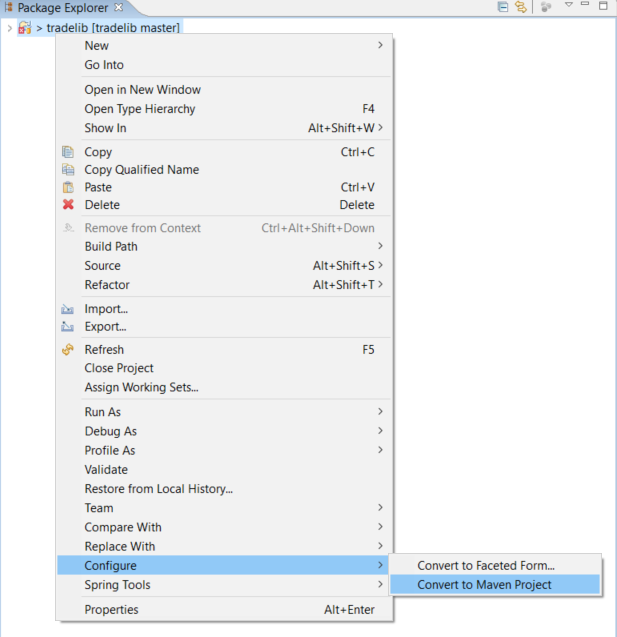 Package Explorer
> tradelib [tradelib master]
New
Go Into
Open in New Window
Open Type Hierarchy F4
Show In Alt+Shift+W
Copy Ctrl+C
Copy Qualified Name
Paste Ctrl+V
Delete Delete
Remove from Context Ctrl+Alt+Shift+Down
Build Path
Source Alt+Shift+S
Refactor Alt+Shift+T
Import...
Export...
Refresh F5
Close Project
Assign Working Sets...
Run As
Debug As
Profile As
Validate
Restore from Local History...
Team
Compare With
Replace With
Configure
Convert to Faceted Form...
Spring Tools
Convert to Maven Project
Properties Alt+Enter